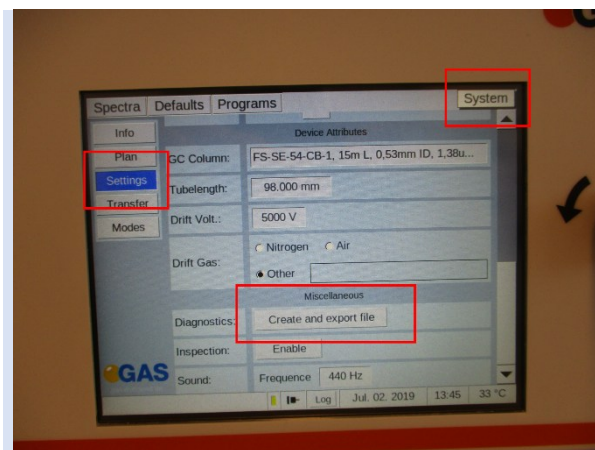 Spectra Defaults Programs System
Info
Device Attributes
Plan
GC Column: FS-SE-54-CB-1, 15m L, 0,53mm ID, 1,38u...
Settings
Tubelength: 98.000 mm
Transfer
Drift Volt.: 5000 V
Modes
Drift Gas: Nitrogen Air
Other
Miscellaneous
Diagnostics: Create and export file
Inspection: Enable
GAS
Sound: Frequence 440 Hz
Log Jul. 02. 2019 13:45 33 °C